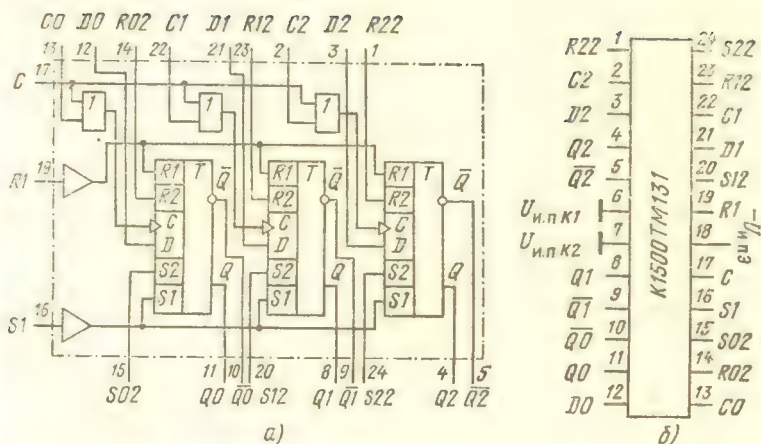 C0 D0 R02 C1 D1 R12 C2 D2 R22
13 12 14 22 21 23 2 3 1
C 17
1 1 1
R1 19
R1 T Q̅ R1 T Q̅ R1 T Q̅
R2 R2 R2
C C C
D D D
S2 Q S2 Q S2 Q
S1 S1 S1
S1 16
15 11 10 20 8 9 24 4 5
S02 Q0 Q̅0̅ S12 Q1 Q̅1̅ S22 Q2 Q̅2̅
а)
R22 1 24 S22
C2 2 23 R12
D2 3 22 C1
Q2 4 21 D1
Q̅2̅ 5 20 S12
Uи.п К1 6 19 R1
Uи.п К2 7 18 Uи.п Э
Q1 8 17 C
Q̅1̅ 9 16 S1
Q̅0̅ 10 15 S02
Q0 11 14 R02
D0 12 13 C0
К1500ТМ131
б)